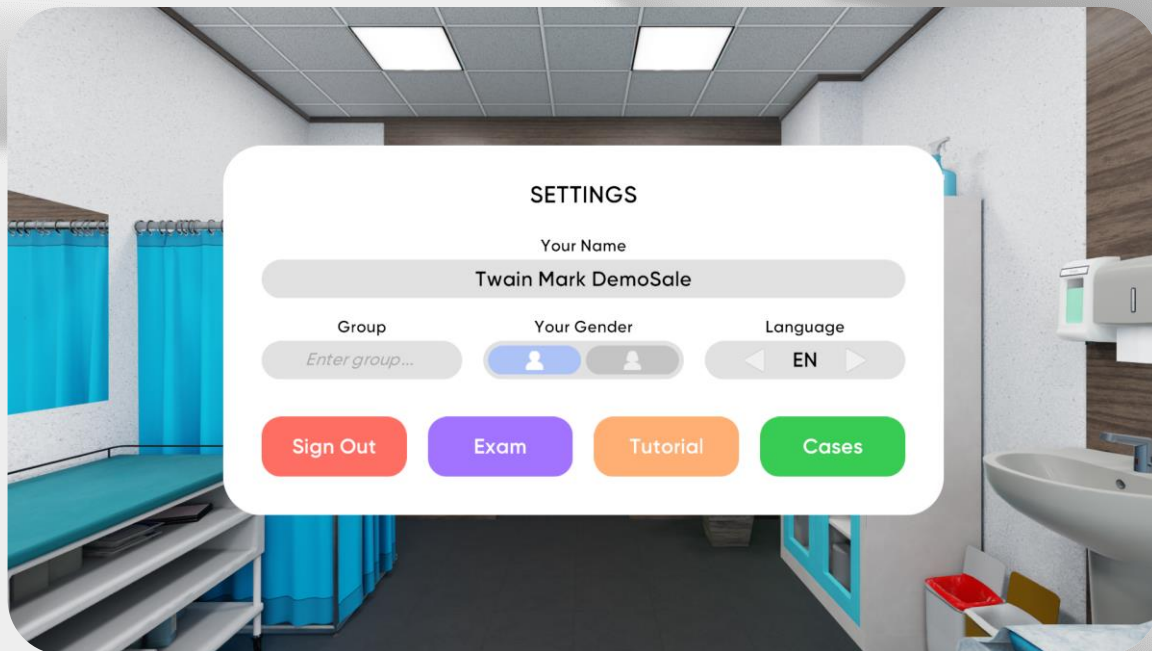 SETTINGS
Your Name
Twain Mark DemoSale
Group Your Gender Language
Enter group... EN
Sign Out Exam Tutorial Cases